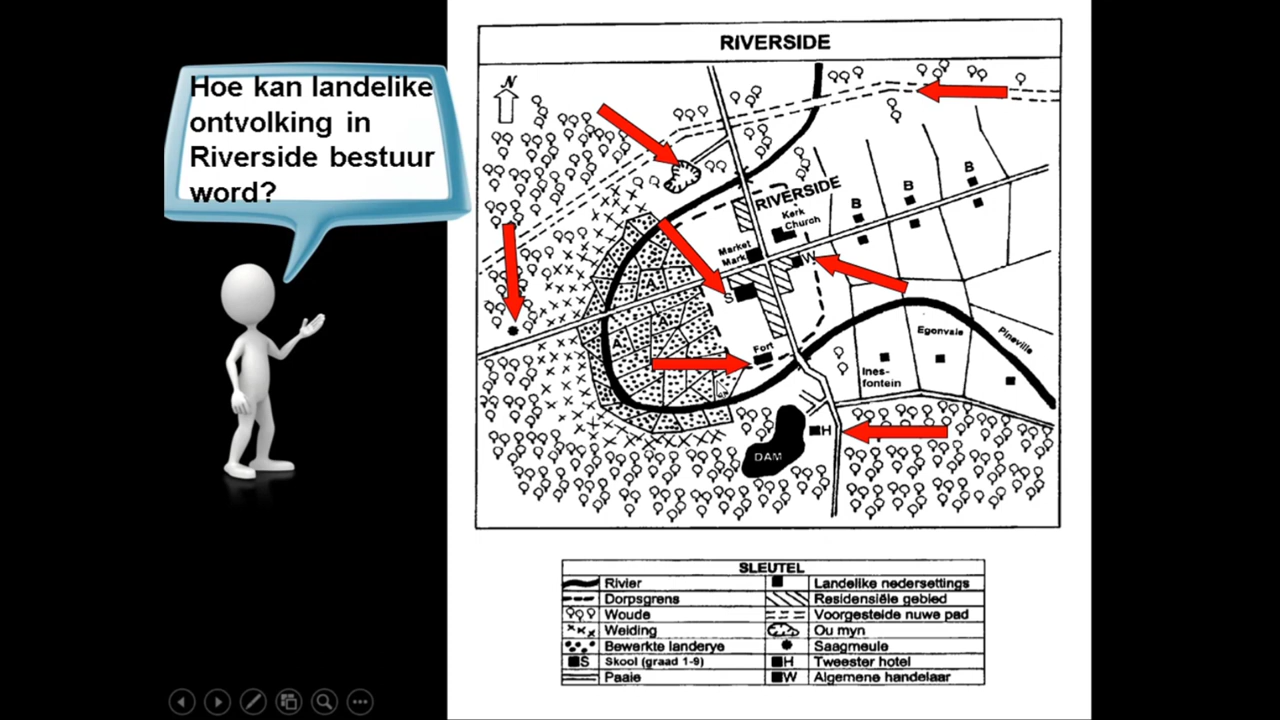 Hoe kan landelike
ontvolking in
Riverside bestuur
word?
RIVERSIDE
N
RIVERSIDE
Kerk
Church
Market
Mark
W
S
B
B
B
A
A
A
Fort
Egonvale
Pineville
Ines-
fontein
H
DAM
SLEUTEL
Rivier
Landelike nedersettings
Dorpsgrens
Residensiële gebied
Woude
Voorgestelde nuwe pad
Weiding
Ou myn
Bewerkte landerye
Saagmeule
S Skool (graad 1-9)
H Tweester hotel
Paaie
W Algemene handelaar